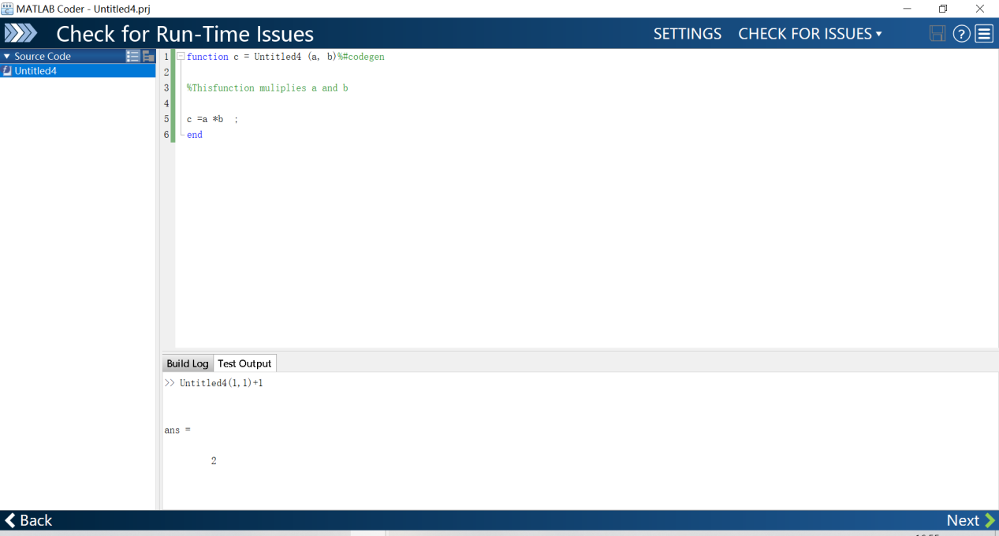 MATLAB Coder - Untitled4.prj
Check for Run-Time Issues
SETTINGS CHECK FOR ISSUES
Source Code
Untitled4
1 function c = Untitled4 (a, b)%#codegen
2
3 %Thisfunction muliplies a and b
4
5 c =a *b  ;
6 end
Build Log Test Output
>> Untitled4(1,1)+1
ans =
2
Back
Next